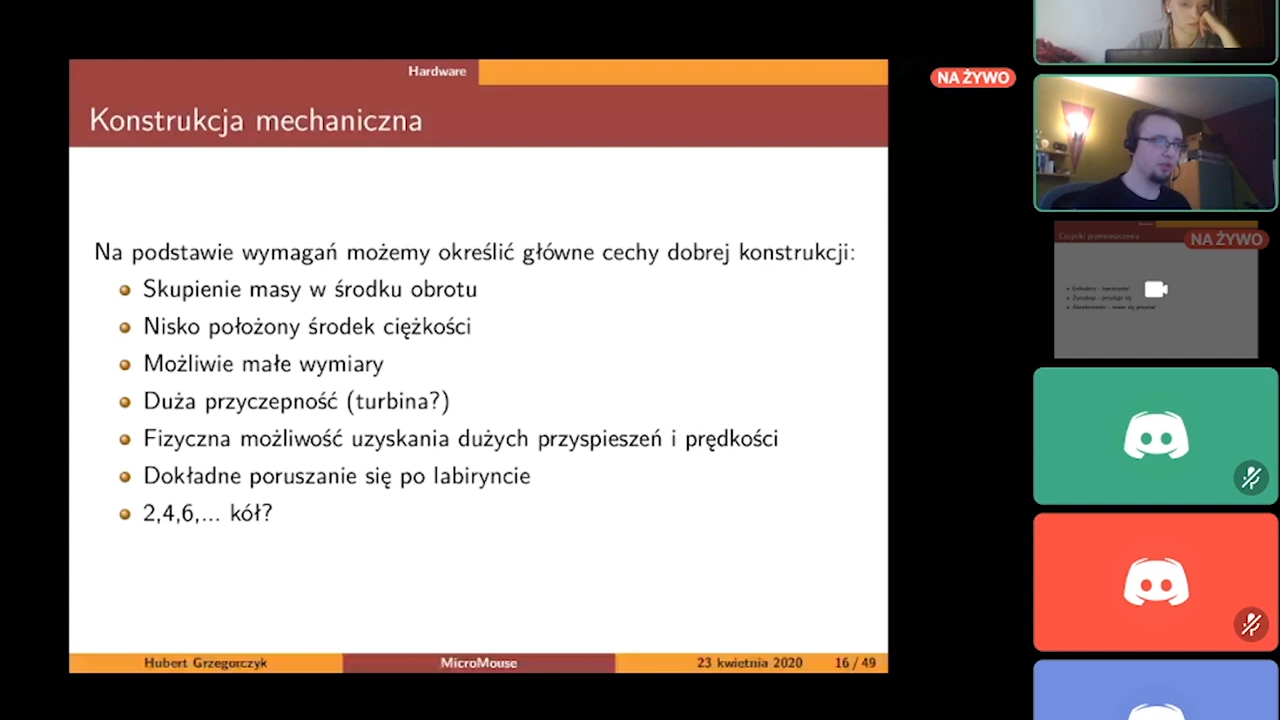 Hardware
Konstrukcja mechaniczna
Na podstawie wymagań możemy określić główne cechy dobrej konstrukcji:
Skupienie masy w środku obrotu
Nisko położony środek ciężkości
Możliwie małe wymiary
Duża przyczepność (turbina?)
Fizyczna możliwość uzyskania dużych przyspieszeń i prędkości
Dokładne poruszanie się po labiryncie
2,4,6,... kół?
Hubert Grzegorczyk
MicroMouse
23 kwietnia 2020
16 / 49
NA ŻYWO
NA ŻYWO